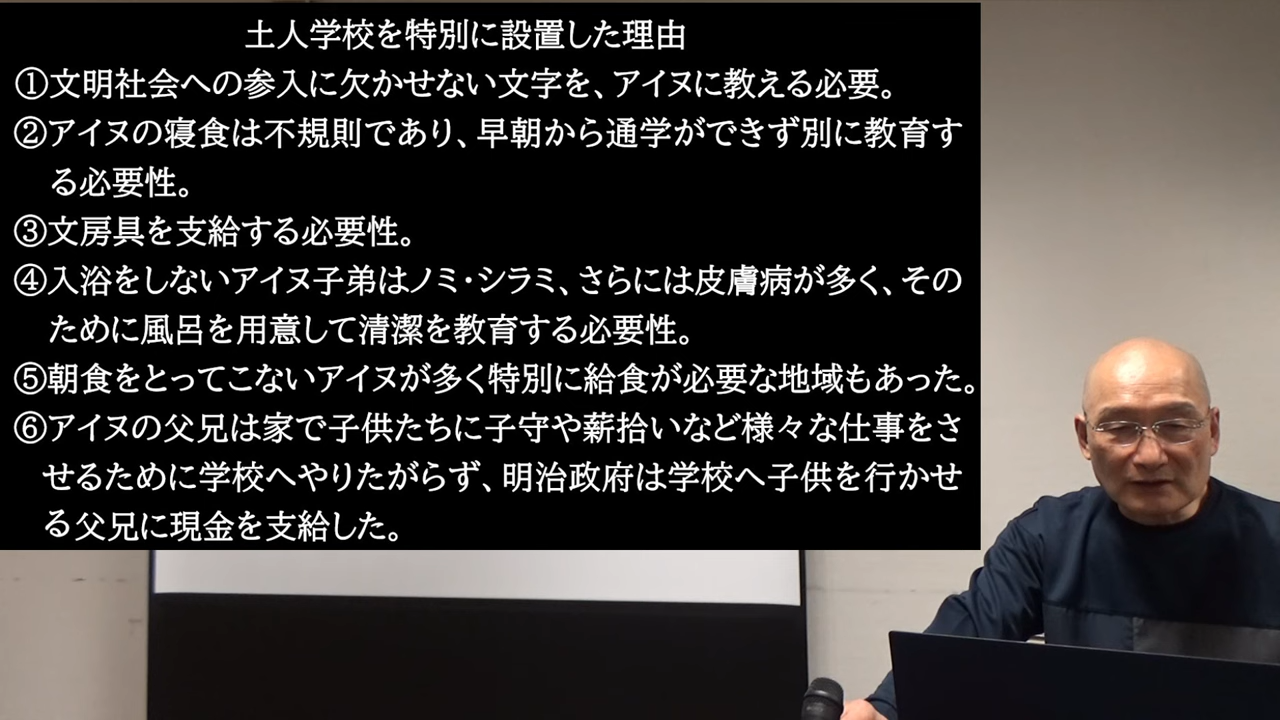 土人学校を特別に設置した理由
①文明社会への参入に欠かせない文字を、アイヌに教える必要。
②アイヌの寝食は不規則であり、早朝から通学ができず別に教育す
る必要性。
③文房具を支給する必要性。
④入浴をしないアイヌ子弟はノミ・シラミ、さらには皮膚病が多く、その
ために風呂を用意して清潔を教育する必要性。
⑤朝食をとってこないアイヌが多く特別に給食が必要な地域もあった。
⑥アイヌの父兄は家で子供たちに子守や薪拾いなど様々な仕事をさ
せるために学校へやりたがらず、明治政府は学校へ子供を行かせ
る父兄に現金を支給した。